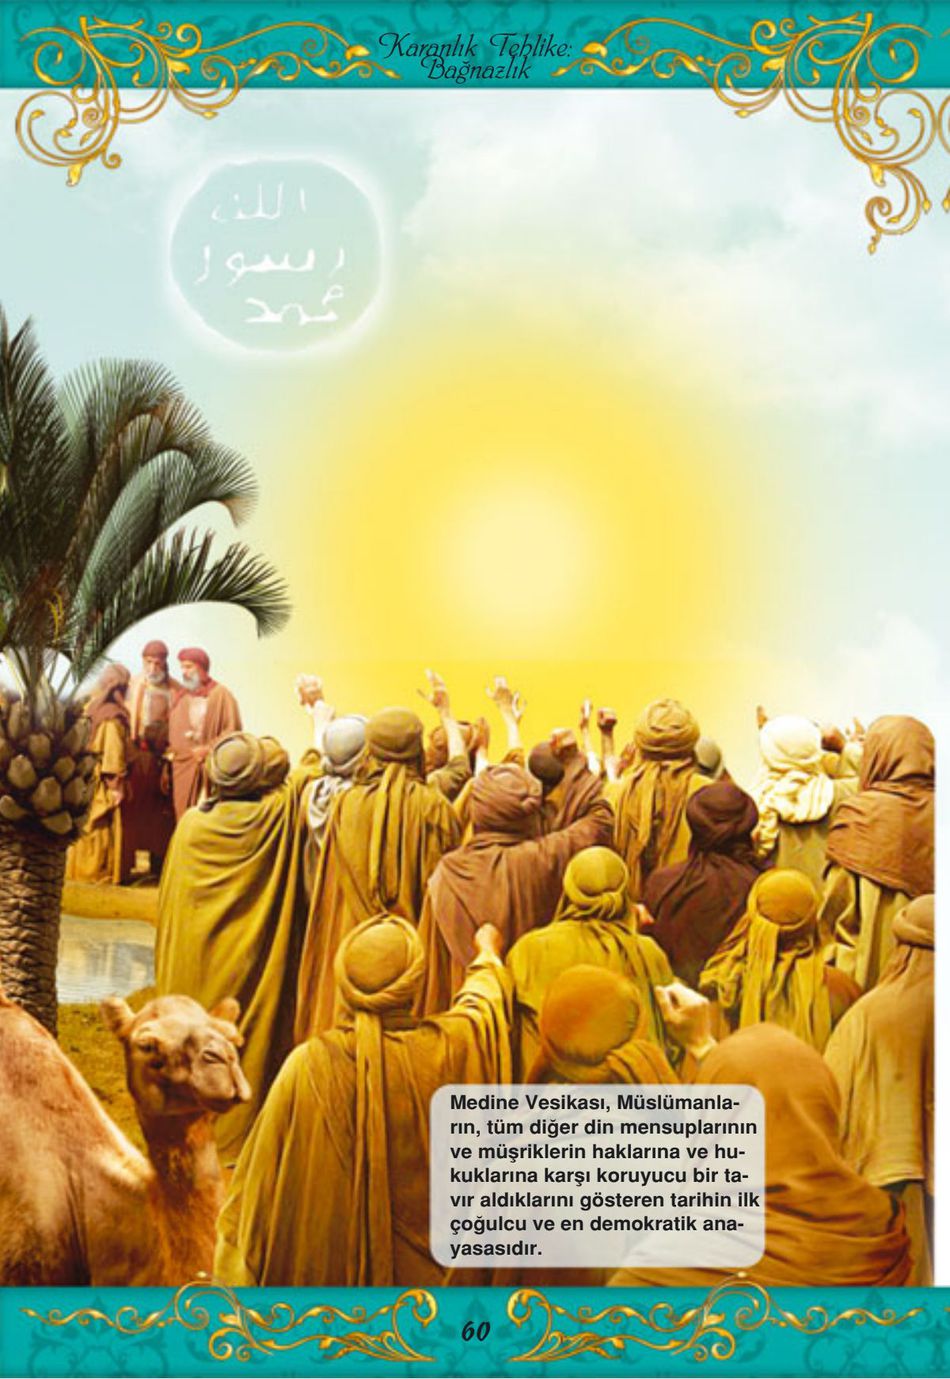 Karanlık Tehlike:
Bağnazlık
الله
رسول
محمد
Medine Vesikası, Müslümanla-
rın, tüm diğer din mensuplarının
ve müşriklerin haklarına ve hu-
kuklarına karşı koruyucu bir ta-
vır aldıklarını gösteren tarihin ilk
çoğulcu ve en demokratik ana-
yasasıdır.
60